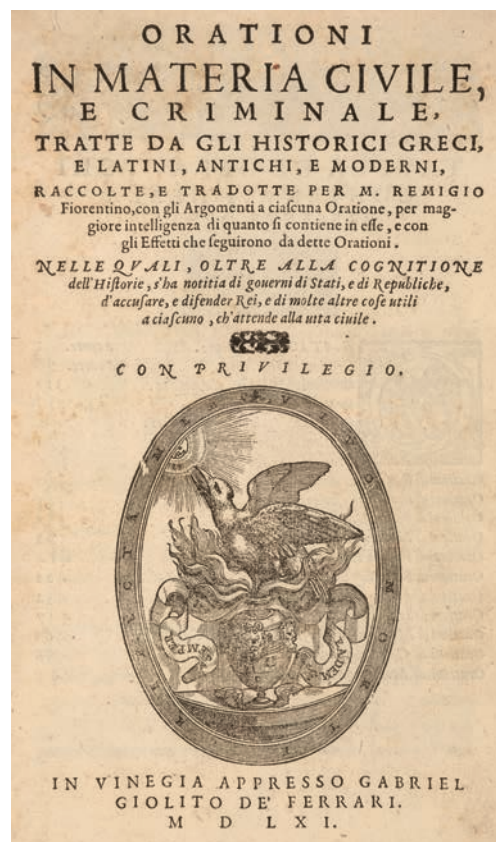 ORATIONI
IN MATERIA CIVILE,
E CRIMINALE,
TRATTE DA GLI HISTORICI GRECI,
E LATINI, ANTICHI, E MODERNI,
RACCOLTE, E TRADOTTE PER M. REMIGIO
Fiorentino, con gli Argomenti a ciaſcuna Oratione, per mag-
giore intelligenza di quanto ſi contiene in eſſe, e con
gli Effetti che ſeguirono da dette Orationi.
NELLE QVALI, OLTRE ALLA COGNITIONE
dell'Hiſtorie, s'ha notitia di gouerni di Stati, e di Republiche,
d'accuſare, e difender Rei, e di molte altre coſe utili
a ciaſcuno, ch'attende alla uita ciuile.
CON PRIVILEGIO.
SEMPER
EADEM
IN VINEGIA APPRESSO GABRIEL
GIOLITO DE' FERRARI.
M D LXI.